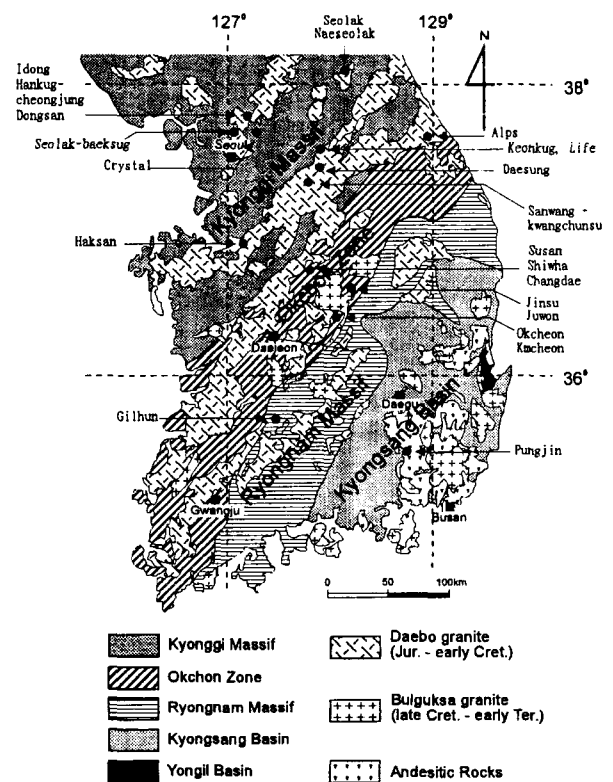 127°
129°
Seolak
Naeseolak
38°
Idong
Hankug-
cheongjung
Dongsan
Seolak-baeksug
Seoul
Crystal
Alps
Keonkug, Life
Daesung
Sanwang-
kwangchunsu
Kyonggi Massif
Haksan
Susan
Shiwha
Changdae
Okchon Zone
Jinsu
Juwon
Okcheon
Kmcheon
Daejeon
36°
Daegu
Gilhun
Ryongnam Massif
Kyongsang Basin
Pungjin
Gwangju
Busan
0 50 100km
Kyonggi Massif
Okchon Zone
Ryongnam Massif
Kyongsang Basin
Yongil Basin
Daebo granite
(Jur. - early Cret.)
Bulguksa granite
(late Cret. - early Ter.)
Andesitic Rocks